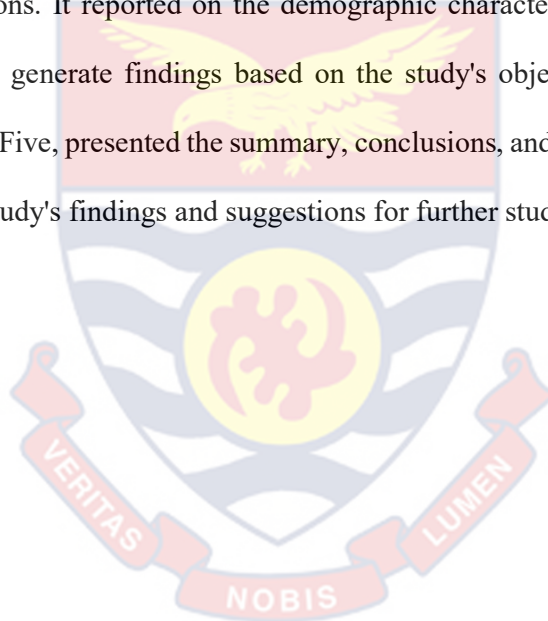 ons. It reported on the demographic characte
generate findings based on the study's obje
Five, presented the summary, conclusions, and
udy's findings and suggestions for further stud
VERITAS
NOBIS
LUMEN